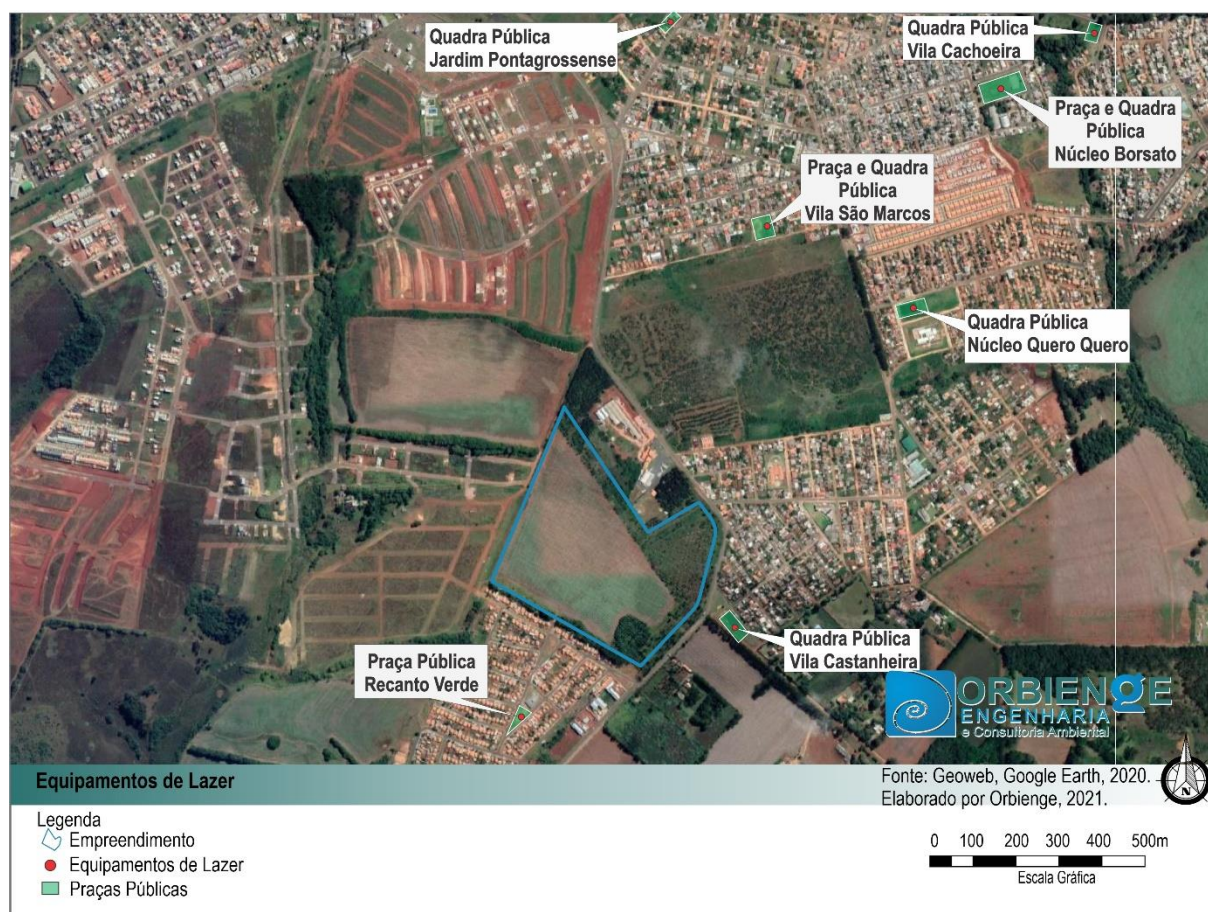 Quadra Pública
Jardim Pontagrossense
Quadra Pública
Vila Cachoeira
Praça e Quadra
Pública
Núcleo Borsato
Praça e Quadra
Pública
Vila São Marcos
Quadra Pública
Núcleo Quero Quero
Quadra Pública
Vila Castanheira
Praça Pública
Recanto Verde
ORBIENGE
ENGENHARIA
e Consultoria Ambiental
Equipamentos de Lazer
Fonte: Geoweb, Google Earth, 2020.
Elaborado por Orbienge, 2021.
N
Legenda
Empreendimento
Equipamentos de Lazer
Praças Públicas
0 100 200 300 400 500m
Escala Gráfica